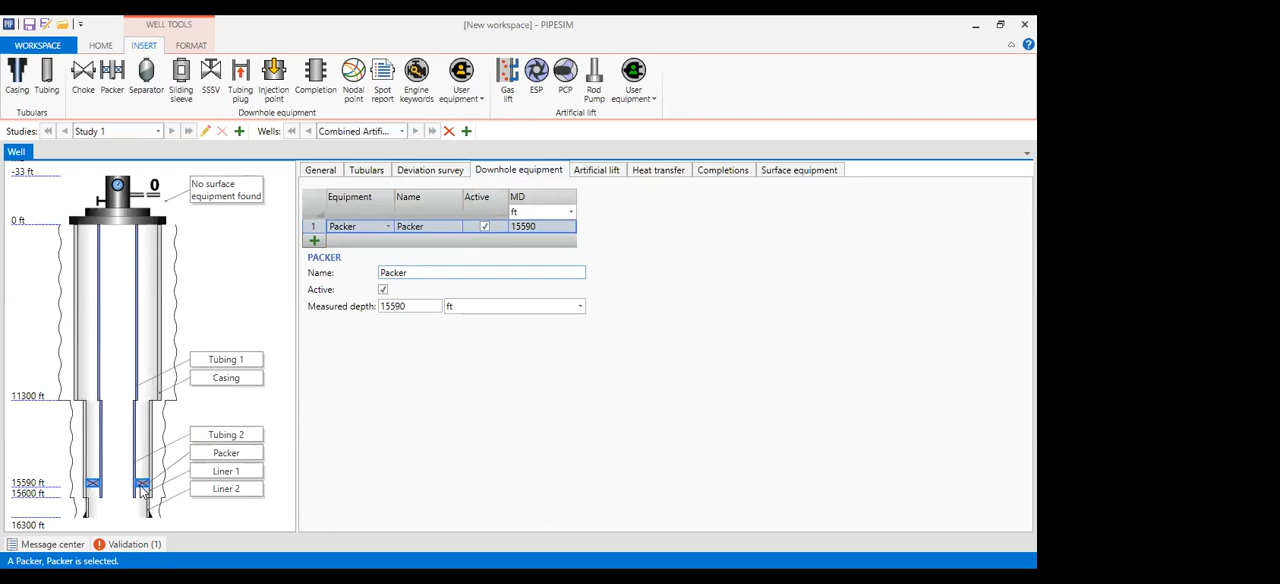 PIP
WELL TOOLS
[New workspace] - PIPESIM
WORKSPACE HOME INSERT FORMAT
Casing Tubing Choke Packer Separator Sliding sleeve SSSV Tubing plug Injection point Completion Nodal point Spot report Engine keywords User equipment Gas lift ESP PCP Rod Pump User equipment
Tubulars Downhole equipment Artificial lift
Studies: Study 1 Wells: Combined Artifi...
Well
General Tubulars Deviation survey Downhole equipment Artificial lift Heat transfer Completions Surface equipment
-33 ft
0
No surface
equipment found
0 ft
Tubing 1
Casing
11300 ft
Tubing 2
Packer
Liner 1
15590 ft
15600 ft
Liner 2
16300 ft
Equipment Name Active MD
ft
1 Packer Packer 15590
PACKER
Name: Packer
Active:
Measured depth: 15590 ft
Message center Validation (1)
A Packer, Packer is selected.